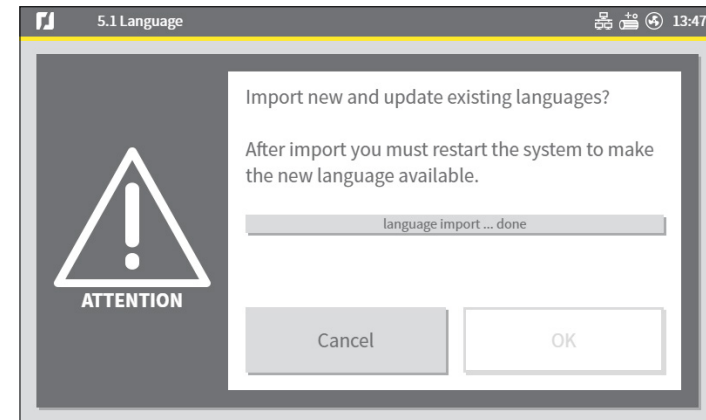 5.1 Language
13:47
Import new and update existing languages?
After import you must restart the system to make
the new language available.
language import ... done
ATTENTION
Cancel
OK